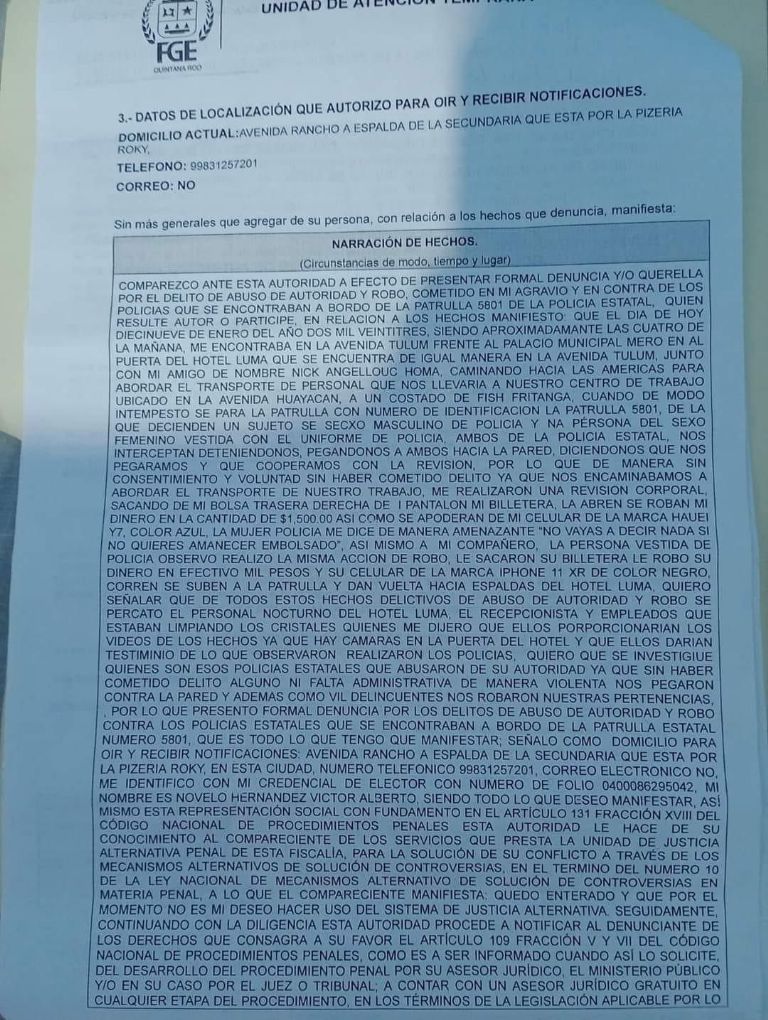 UNIDAD DE ATENCIÓN TEMPRANA
FGE
QUINTANA ROO
3.- DATOS DE LOCALIZACIÓN QUE AUTORIZO PARA OIR Y RECIBIR NOTIFICACIONES.
DOMICILIO ACTUAL:AVENIDA RANCHO A ESPALDA DE LA SECUNDARIA QUE ESTA POR LA PIZERIA
ROKY,
TELEFONO: 99831257201
CORREO: NO
Sin más generales que agregar de su persona, con relación a los hechos que denuncia, manifiesta:
NARRACIÓN DE HECHOS.
(Circunstancias de modo, tiempo y lugar)
COMPAREZCO ANTE ESTA AUTORIDAD A EFECTO DE PRESENTAR FORMAL DENUNCIA Y/O QUERELLA
POR EL DELITO DE ABUSO DE AUTORIDAD Y ROBO, COMETIDO EN MI AGRAVIO Y EN CONTRA DE LOS
POLICIAS QUE SE ENCONTRABAN A BORDO DE LA PATRULLA 5801 DE LA POLICIA ESTATAL, QUIEN
RESULTE AUTOR O PARTICIPE, EN RELACION A LOS HECHOS MANIFIESTO: QUE EL DIA DE HOY
DIECINUEVE DE ENERO DEL AÑO DOS MIL VEINTITRES, SIENDO APROXIMADAMENTE LAS CUATRO DE
LA MAÑANA, ME ENCONTRABA EN LA AVENIDA TULUM FRENTE AL PALACIO MUNICIPAL MERO EN AL
PUERTA DEL HOTEL LUMA QUE SE ENCUENTRA DE IGUAL MANERA EN LA AVENIDA TULUM, JUNTO
CON MI AMIGO DE NOMBRE NICK ANGELLOUC HOMA, CAMINANDO HACIA LAS AMERICAS PARA
ABORDAR EL TRANSPORTE DE PERSONAL QUE NOS LLEVARIA A NUESTRO CENTRO DE TRABAJO
UBICADO EN LA AVENIDA HUAYACAN, A UN COSTADO DE FISH FRITANGA, CUANDO DE MODO
INTEMPESTO SE PARA LA PATRULLA CON NUMERO DE IDENTIFICACION LA PATRULLA 5801, DE LA
QUE DECIENDEN UN SUJETO SE SECXO MASCULINO DE POLICIA Y NA PERSONA DEL SEXO
FEMENINO VESTIDA CON EL UNIFORME DE POLICIA, AMBOS DE LA POLICIA ESTATAL, NOS
INTERCEPTAN DETENIENDONOS, PEGANDONOS A AMBOS HACIA LA PARED, DICIENDONOS QUE NOS
PEGARAMOS Y QUE COOPERAMOS CON LA REVISION, POR LO QUE DE MANERA SIN
CONSENTIMIENTO Y VOLUNTAD SIN HABER COMETIDO DELITO YA QUE NOS ENCAMINABAMOS A
ABORDAR EL TRANSPORTE DE NUESTRO TRABAJO, ME REALIZARON UNA REVISION CORPORAL,
SACANDO DE MI BOLSA TRASERA DERECHA DE I PANTALON MI BILLETERA, LA ABREN SE ROBAN MI
DINERO EN LA CANTIDAD DE $1,500.00 ASI COMO SE APODERAN DE MI CELULAR DE LA MARCA HAUEI
Y7, COLOR AZUL, LA MUJER POLICIA ME DICE DE MANERA AMENAZANTE "NO VAYAS A DECIR NADA SI
NO QUIERES AMANECER EMBOLSADO", ASI MISMO A MI COMPAÑERO, LA PERSONA VESTIDA DE
POLICIA OBSERVO REALIZO LA MISMA ACCION DE ROBO, LE SACARON SU BILLETERA LE ROBO SU
DINERO EN EFECTIVO MIL PESOS Y SU CELULAR DE LA MARCA IPHONE 11 XR DE COLOR NEGRO,
CORREN SE SUBEN A LA PATRULLA Y DAN VUELTA HACIA ESPALDAS DEL HOTEL LUMA, QUIERO
SEÑALAR QUE DE TODOS ESTOS HECHOS DELICTIVOS DE ABUSO DE AUTORIDAD Y ROBO SE
PERCATO EL PERSONAL NOCTURNO DEL HOTEL LUMA, EL RECEPCIONISTA Y EMPLEADOS QUE
ESTABAN LIMPIANDO LOS CRISTALES QUIENES ME DIJERO QUE ELLOS PORPORCIONARIAN LOS
VIDEOS DE LOS HECHOS YA QUE HAY CAMARAS EN LA PUERTA DEL HOTEL Y QUE ELLOS DARIAN
TESTIMINIO DE LO QUE OBSERVARON REALIZARON LOS POLICIAS, QUIERO QUE SE INVESTIGIUE
QUIENES SON ESOS POLICIAS ESTATALES QUE ABUSARON DE SU AUTORIDAD YA QUE SIN HABER
COMETIDO DELITO ALGUNO NI FALTA ADMINISTRATIVA DE MANERA VIOLENTA NOS PEGARON
CONTRA LA PARED Y ADEMAS COMO VIL DELINCUENTES NOS ROBARON NUESTRAS PERTENENCIAS,
, POR LO QUE PRESENTO FORMAL DENUNCIA POR LOS DELITOS DE ABUSO DE AUTORIDAD Y ROBO
CONTRA LOS POLICIAS ESTATALES QUE SE ENCONTRABAN A BORDO DE LA PATRULLA ESTATAL
NUMERO 5801, QUE ES TODO LO QUE TENGO QUE MANIFESTAR; SEÑALO COMO DOMICILIO PARA
OIR Y RECIBIR NOTIFICACIONES: AVENIDA RANCHO A ESPALDA DE LA SECUNDARIA QUE ESTA POR
LA PIZERIA ROKY, EN ESTA CIUDAD, NUMERO TELEFONICO 99831257201, CORREO ELECTRONICO NO,
ME IDENTIFICO CON MI CREDENCIAL DE ELECTOR CON NUMERO DE FOLIO 0400086295042, MI
NOMBRE ES NOVELO HERNANDEZ VICTOR ALBERTO, SIENDO TODO LO QUE DESEO MANIFESTAR, ASÍ
MISMO ESTA REPRESENTACIÓN SOCIAL CON FUNDAMENTO EN EL ARTÍCULO 131 FRACCIÓN XVIII DEL
CÓDIGO NACIONAL DE PROCEDIMIENTOS PENALES ESTA AUTORIDAD LE HACE DE SU
CONOCIMIENTO AL COMPARECIENTE DE LOS SERVICIOS QUE PRESTA LA UNIDAD DE JUSTICIA
ALTERNATIVA PENAL DE ESTA FISCALÍA, PARA LA SOLUCIÓN DE SU CONFLICTO A TRAVÉS DE LOS
MECANISMOS ALTERNATIVOS DE SOLUCIÓN DE CONTROVERSIAS, EN EL TERMINO DEL NUMERO 10
DE LA LEY NACIONAL DE MECANISMOS ALTERNATIVO DE SOLUCIÓN DE CONTROVERSIAS EN
MATERIA PENAL, A LO QUE EL COMPARECIENTE MANIFIESTA: QUEDO ENTERADO Y QUE POR EL
MOMENTO NO ES MI DESEO HACER USO DEL SISTEMA DE JUSTICIA ALTERNATIVA. SEGUIDAMENTE,
CONTINUANDO CON LA DILIGENCIA ESTA AUTORIDAD PROCEDE A NOTIFICAR AL DENUNCIANTE DE
LOS DERECHOS QUE CONSAGRA A SU FAVOR EL ARTÍCULO 109 FRACCIÓN V Y VII DEL CÓDIGO
NACIONAL DE PROCEDIMIENTOS PENALES, COMO ES A SER INFORMADO CUANDO ASÍ LO SOLICITE,
DEL DESARROLLO DEL PROCEDIMIENTO PENAL POR SU ASESOR JURÍDICO, EL MINISTERIO PÚBLICO
Y/O EN SU CASO POR EL JUEZ O TRIBUNAL; A CONTAR CON UN ASESOR JURÍDICO GRATUITO EN
CUALQUIER ETAPA DEL PROCEDIMIENTO, EN LOS TÉRMINOS DE LA LEGISLACIÓN APLICABLE POR LO